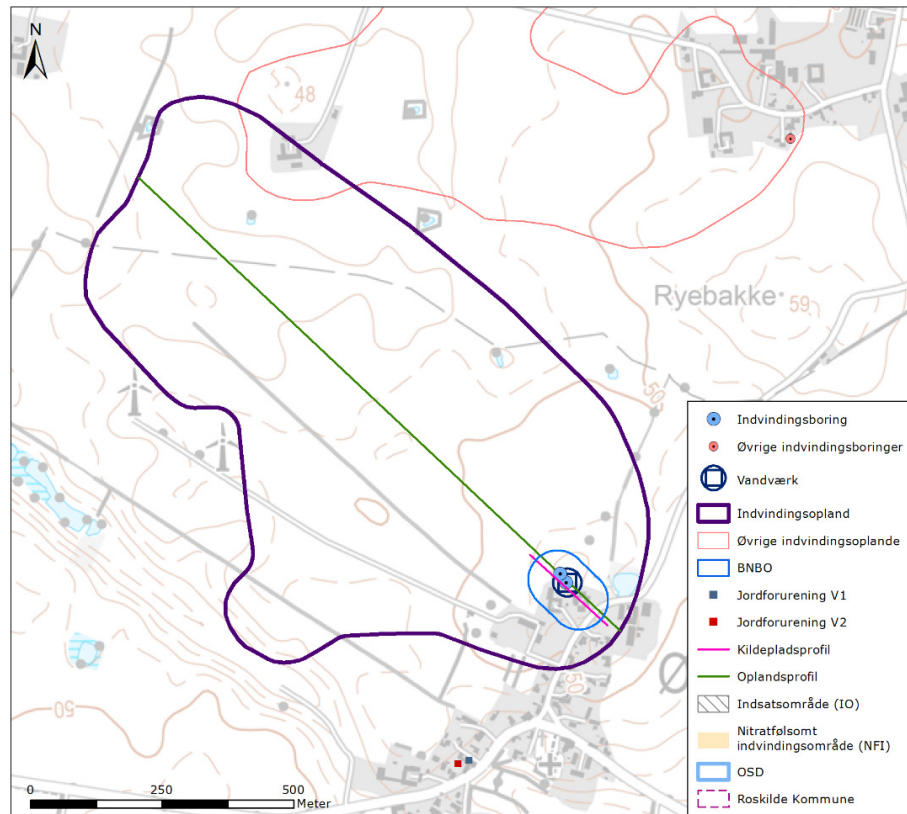 N
48
Ryebakke
59
50
50
50
Ø
Indvindingsboring
Øvrige indvindingsboringer
Vandværk
Indvindingsopland
Øvrige indvindingsoplande
BNBO
Jordforurening V1
Jordforurening V2
Kildepladsprofil
Oplandsprofil
Indsatsområde (IO)
Nitratfølsomt
indvindingsområde (NFI)
OSD
Roskilde Kommune
0 250 500
Meter